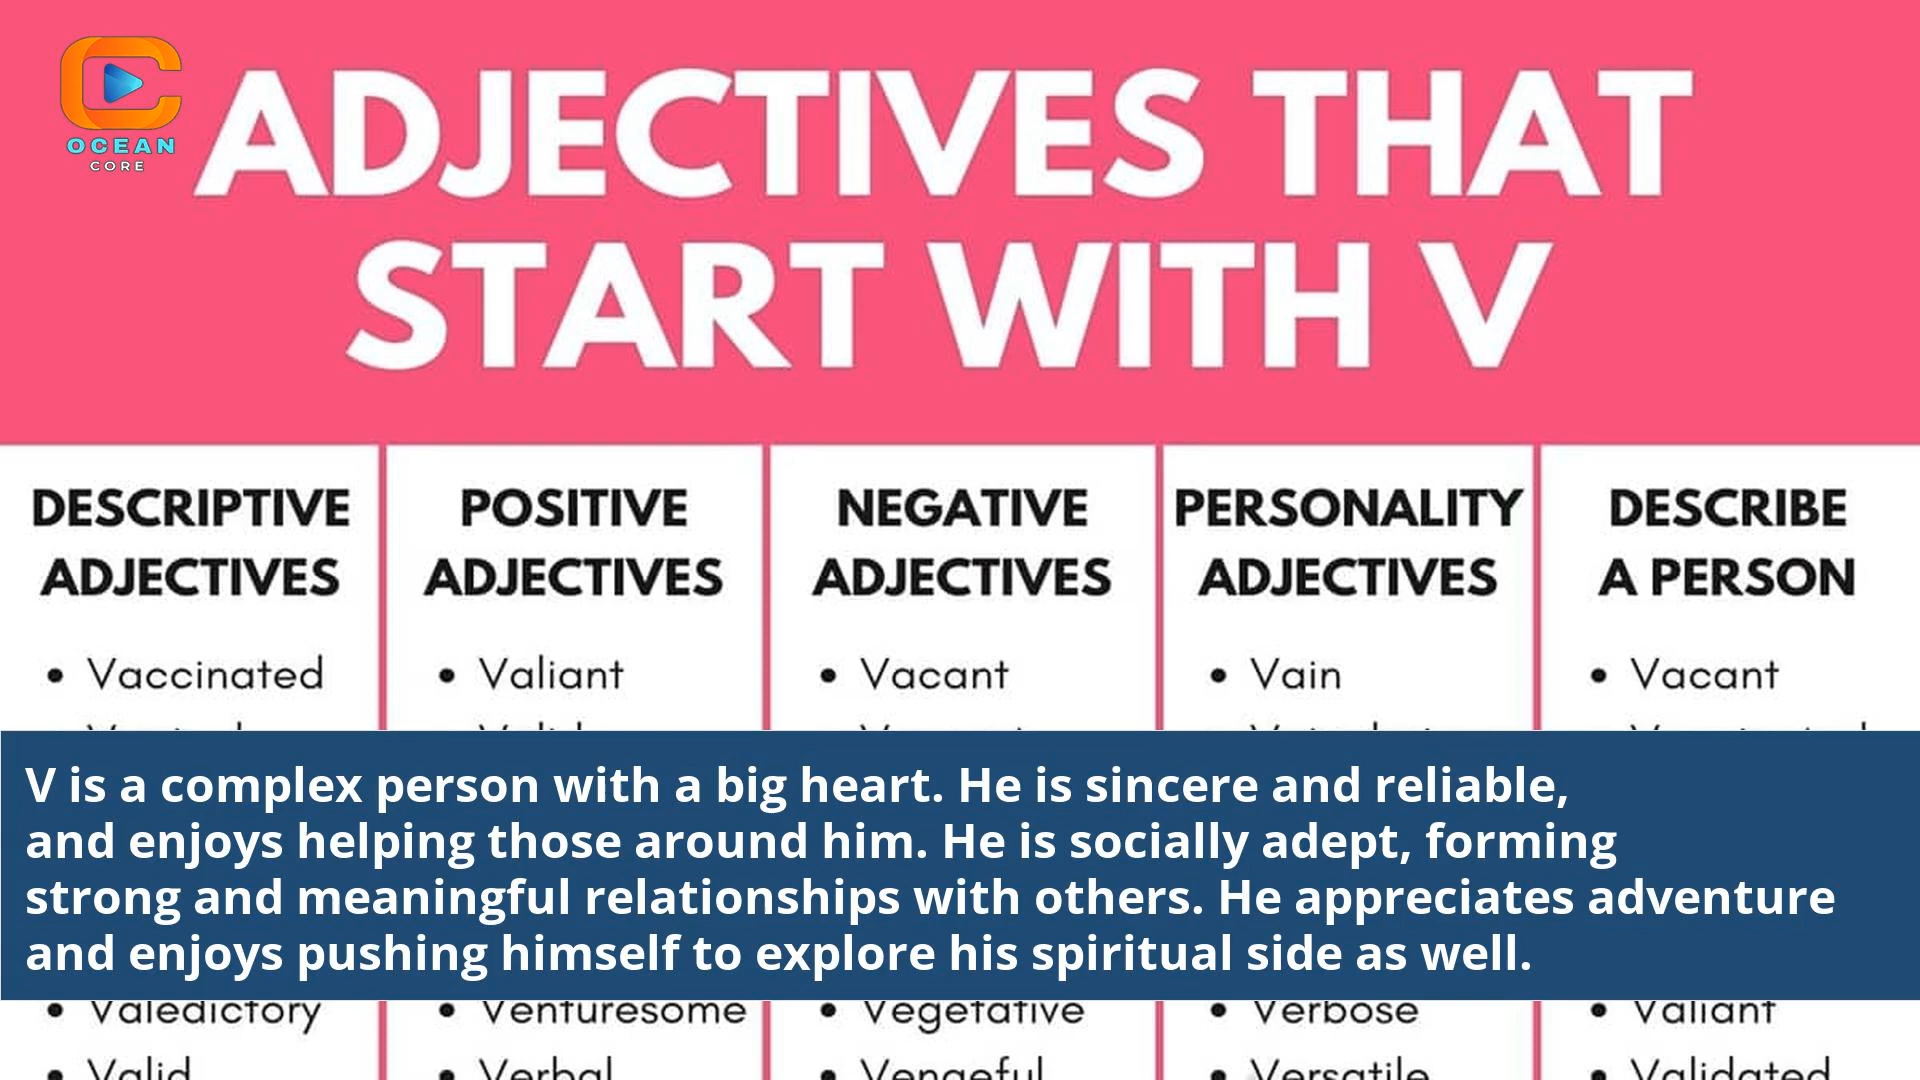 OCEAN
CORE
ADJECTIVES THAT
START WITH V
DESCRIPTIVE
ADJECTIVES
POSITIVE
ADJECTIVES
NEGATIVE
ADJECTIVES
PERSONALITY
ADJECTIVES
DESCRIBE
A PERSON
• Vaccinated
• Valiant
• Vacant
• Vain
• Vacant
V is a complex person with a big heart. He is sincere and reliable,
and enjoys helping those around him. He is socially adept, forming
strong and meaningful relationships with others. He appreciates adventure
and enjoys pushing himself to explore his spiritual side as well.
• Valedictory
• Venturesome
• Vegetative
• Verbose
• Valiant
• Valid
• Verbal
• Vengeful
• Versatile
• Validated